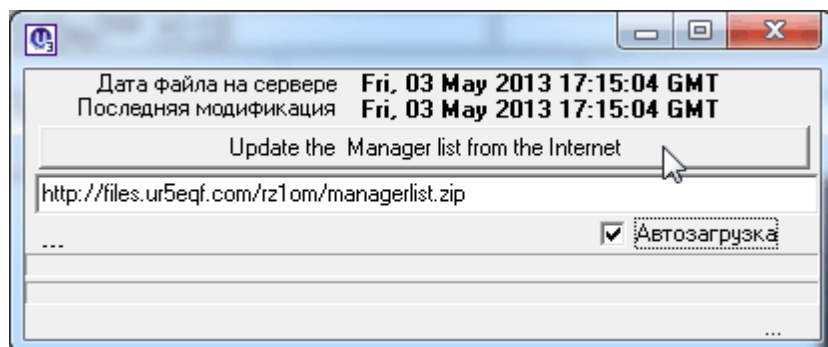 Дата файла на сервере Fri, 03 May 2013 17:15:04 GMT
Последняя модификация Fri, 03 May 2013 17:15:04 GMT
Update the Manager list from the Internet
http://files.ur5eqf.com/rz1om/managerlist.zip
... Автозагрузка
...